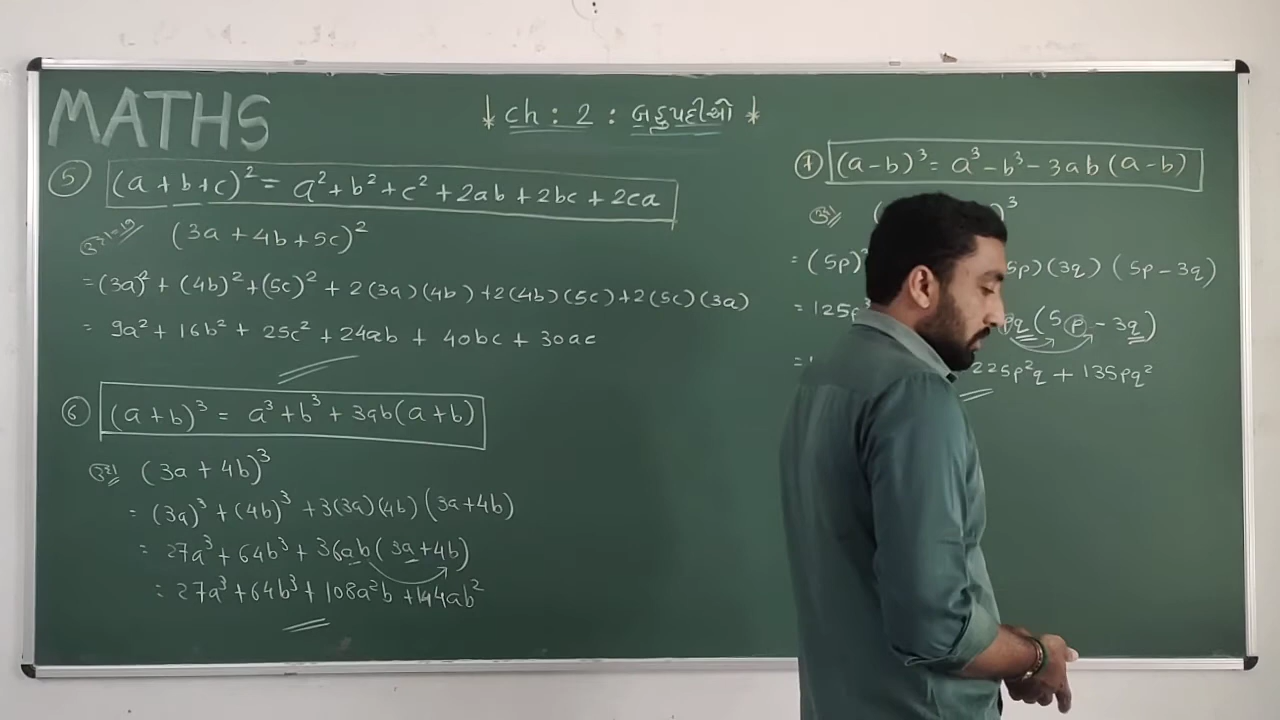 MATHS
ch : 2 : બહુપદીઓ
5 (a + b + c)² = a² + b² + c² + 2ab + 2bc + 2ca
(3a + 4b + 5c)²
= (3a)² + (4b)² + (5c)² + 2(3a)(4b) + 2(4b)(5c) + 2(5c)(3a)
= 9a² + 16b² + 25c² + 24ab + 40bc + 30ac
6 (a + b)³ = a³ + b³ + 3ab(a + b)
ઉદા (3a + 4b)³
= (3a)³ + (4b)³ + 3(3a)(4b)(3a + 4b)
= 27a³ + 64b³ + 36ab(3a + 4b)
= 27a³ + 64b³ + 108a²b + 144ab²
7 (a - b)³ = a³ - b³ - 3ab(a - b)
ઉદા ( )³
= (5p) 5p)(3q)(5p - 3q)
= 125p³ pq(5p - 3q)
= 225p²q + 135pq²